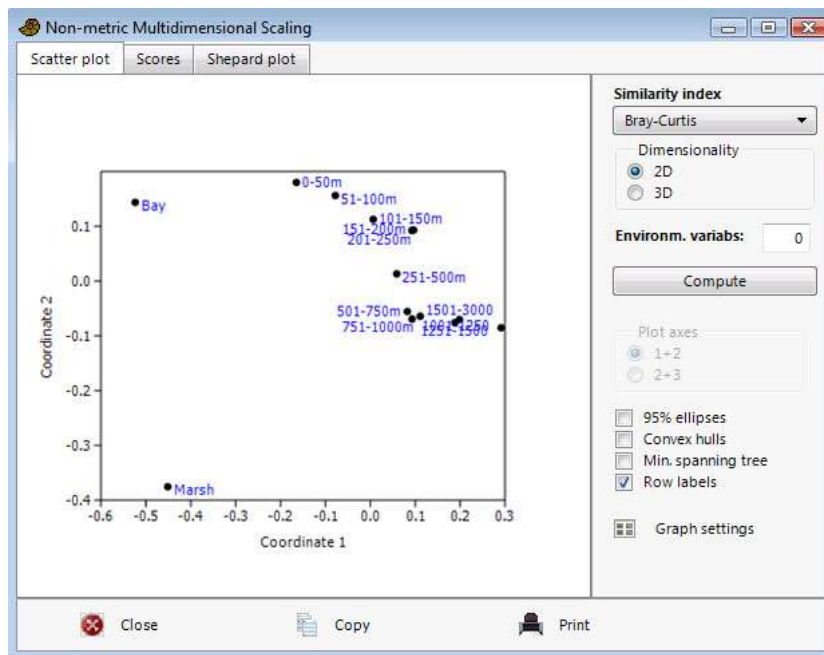 Non-metric Multidimensional Scaling
Scatter plot
Scores
Shepard plot
Similarity index
Bray-Curtis
Dimensionality
2D
3D
Environm. variabs: 0
Compute
Plot axes
1+2
2+3
95% ellipses
Convex hulls
Min. spanning tree
Row labels
Graph settings
0-50m
51-100m
Bay
101-150m
151-200m
201-250m
251-500m
501-750m
1501-3000
751-1000m
1001-1250
1251-1500
Marsh
0.1
0.0
-0.1
-0.2
-0.3
-0.4
Coordinate 2
-0.6 -0.5 -0.4 -0.3 -0.2 -0.1 0.0 0.1 0.2 0.3
Coordinate 1
Close
Copy
Print